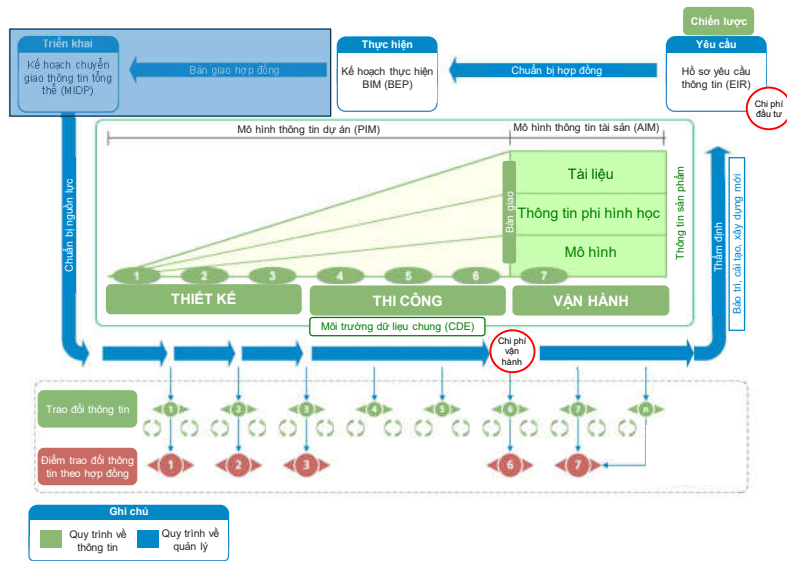 Chiến lược
Triển khai
Kế hoạch chuyển
giao thông tin tổng
thể (MIDP)
Bàn giao hợp đồng
Thực hiện
Kế hoạch thực hiện
BIM (BEP)
Chuẩn bị hợp đồng
Yêu cầu
Hồ sơ yêu cầu
thông tin (EIR)
Chi phí
đầu tư
Mô hình thông tin dự án (PIM)
Mô hình thông tin tài sản (AIM)
Chuẩn bị nguồn lực
Bàn giao
Tài liệu
Thông tin phi hình học
Mô hình
Thông tin sản phẩm
Thẩm định
Bảo trì, cải tạo, xây dựng mới
1
2
3
4
5
6
7
THIẾT KẾ
THI CÔNG
VẬN HÀNH
Môi trường dữ liệu chung (CDE)
Chi phí
vận
hành
Trao đổi thông tin
1
2
3
4
5
6
7
n
Điểm trao đổi thông
tin theo hợp đồng
1
2
3
6
7
Ghi chú
Quy trình về
thông tin
Quy trình về
quản lý